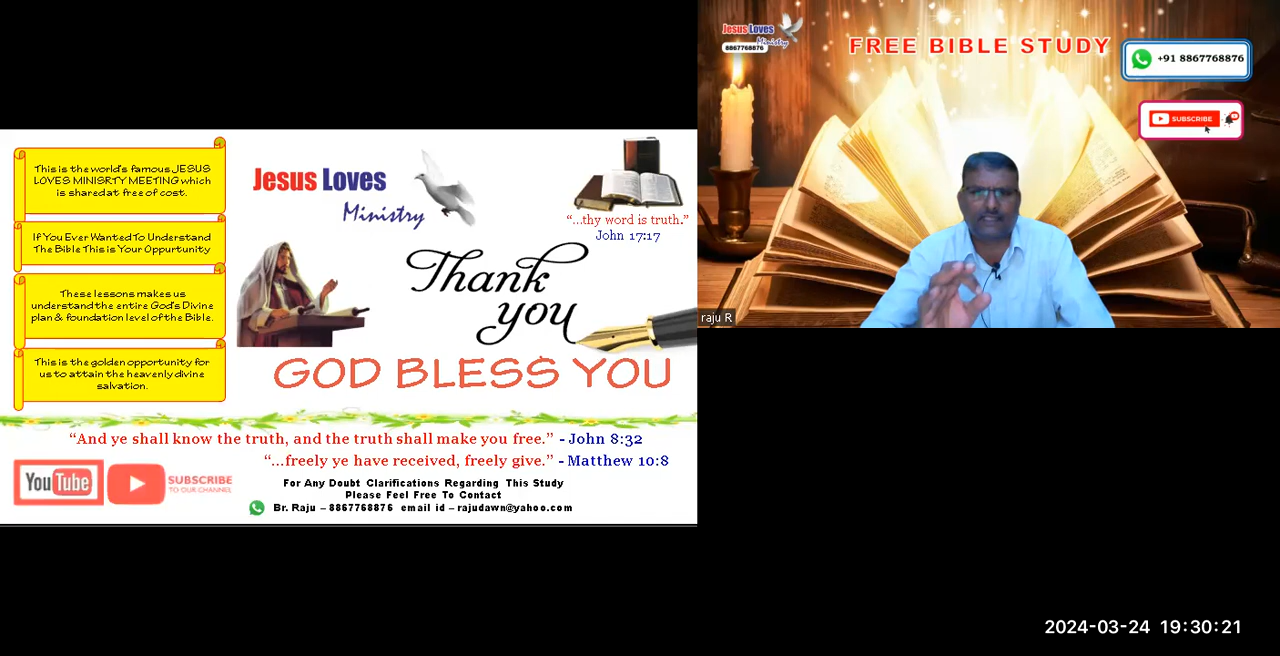 This is the world's famous JESUS
LOVES MINISRTY MEETING which
is shared at free of cost.
If You Ever Wanted To Understand
The Bible This is Your Oppurtunity
These lessons makes us
understand the entire God's Divine
plan & foundation level of the Bible.
This is the golden opportunity for
us to attain the heavenly divine
salvation.
Jesus Loves
Ministry
"...thy word is truth."
John 17:17
Thank
you
GOD BLESS YOU
"And ye shall know the truth, and the truth shall make you free." - John 8:32
"...freely ye have received, freely give." - Matthew 10:8
YouTube
SUBSCRIBE
TO OUR CHANNEL
For Any Doubt Clarifications Regarding This Study
Please Feel Free To Contact
Br. Raju – 8867768876 email id – rajudawn@yahoo.com
Jesus Loves
Ministry
8867768876
FREE BIBLE STUDY
+91 8867768876
SUBSCRIBE
raju R
2024-03-24 19:30:21